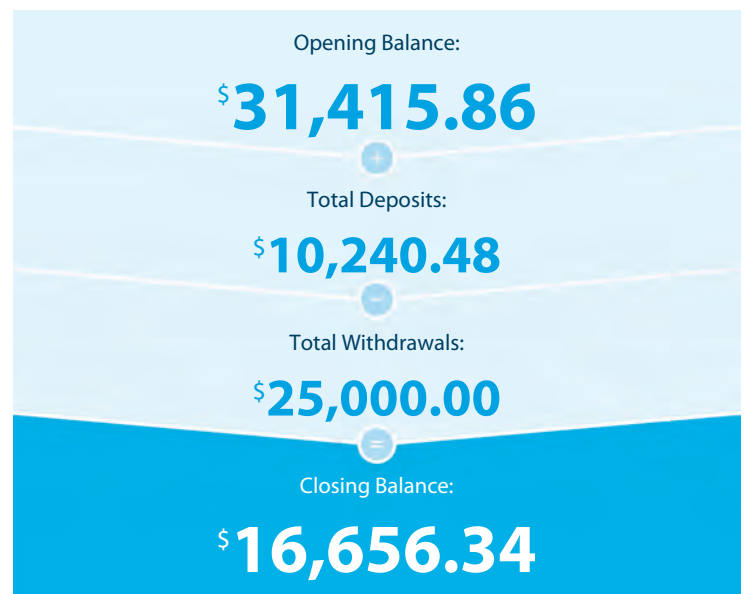 Opening Balance:
$31,415.86
+
Total Deposits:
$10,240.48
-
Total Withdrawals:
$25,000.00
=
Closing Balance:
$16,656.34